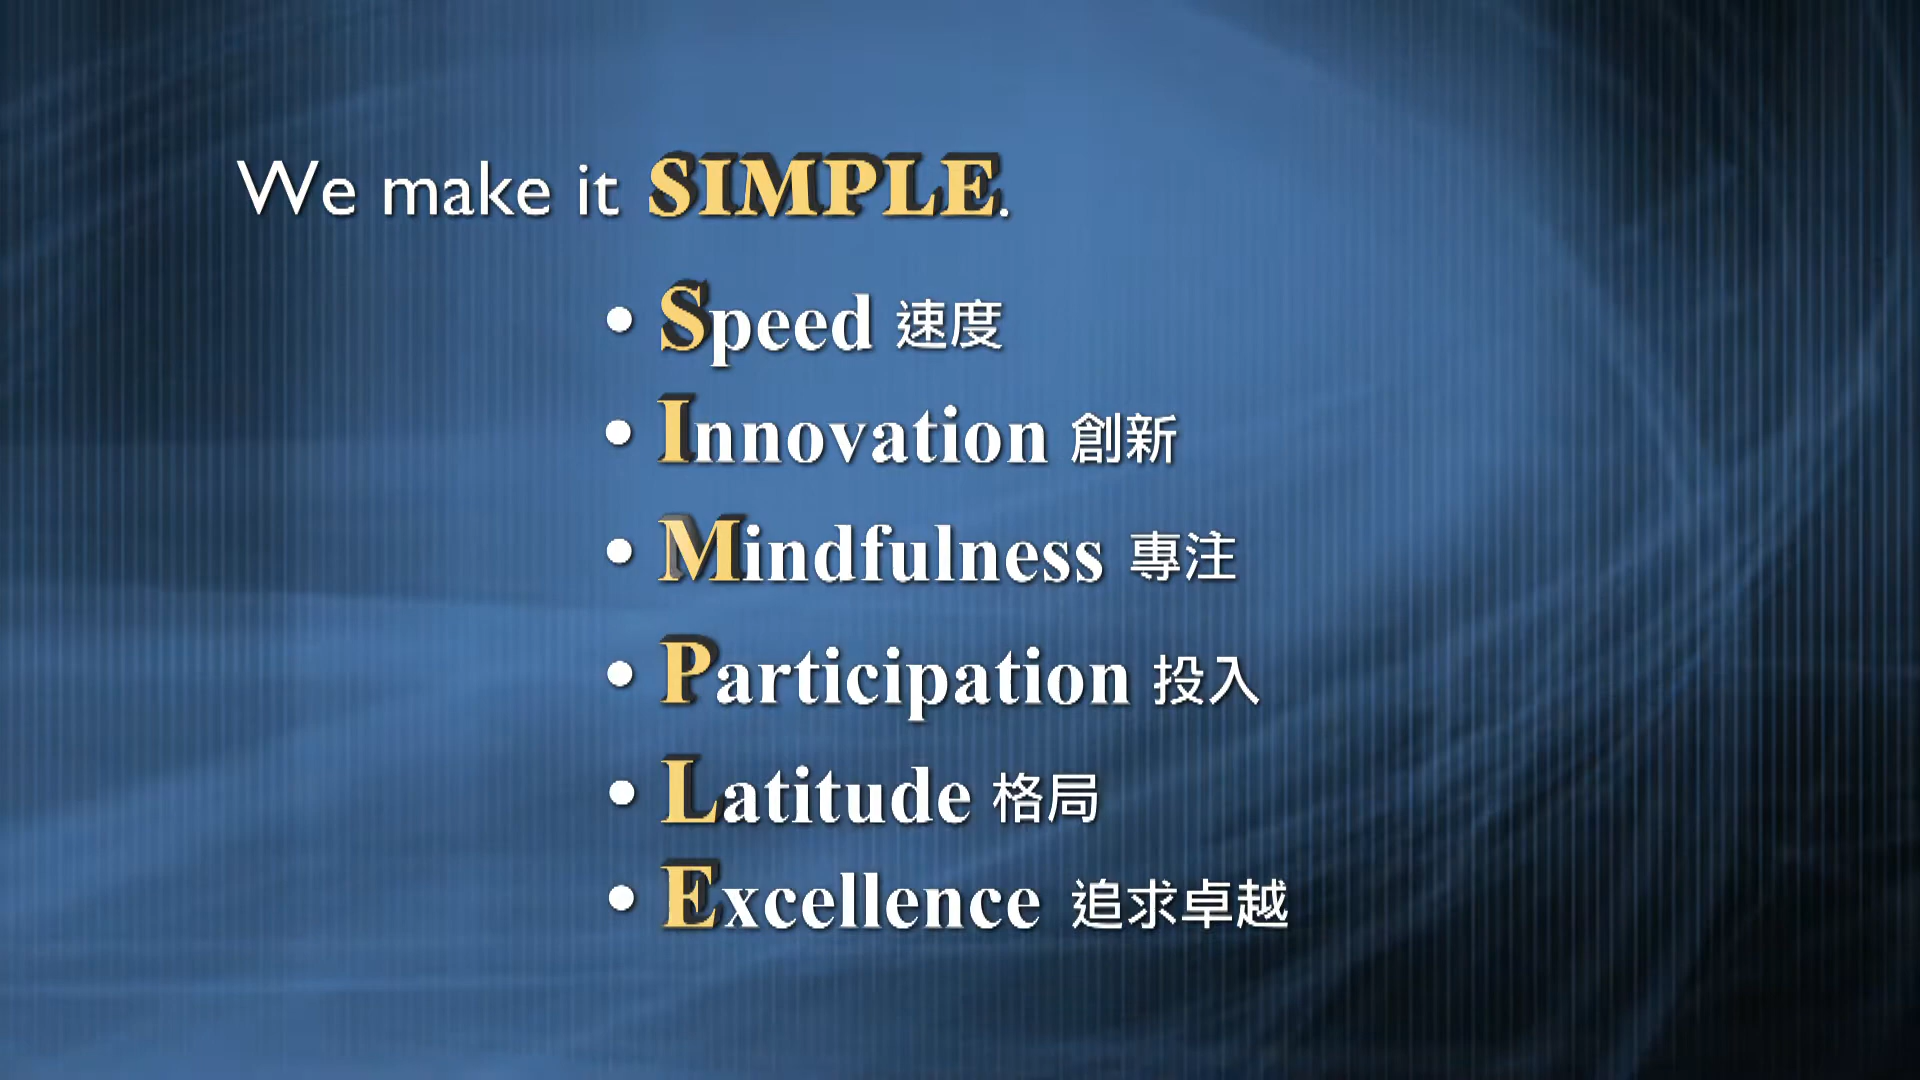 We make it SIMPLE.
• Speed 速度
• Innovation 創新
• Mindfulness 專注
• Participation 投入
• Latitude 格局
• Excellence 追求卓越